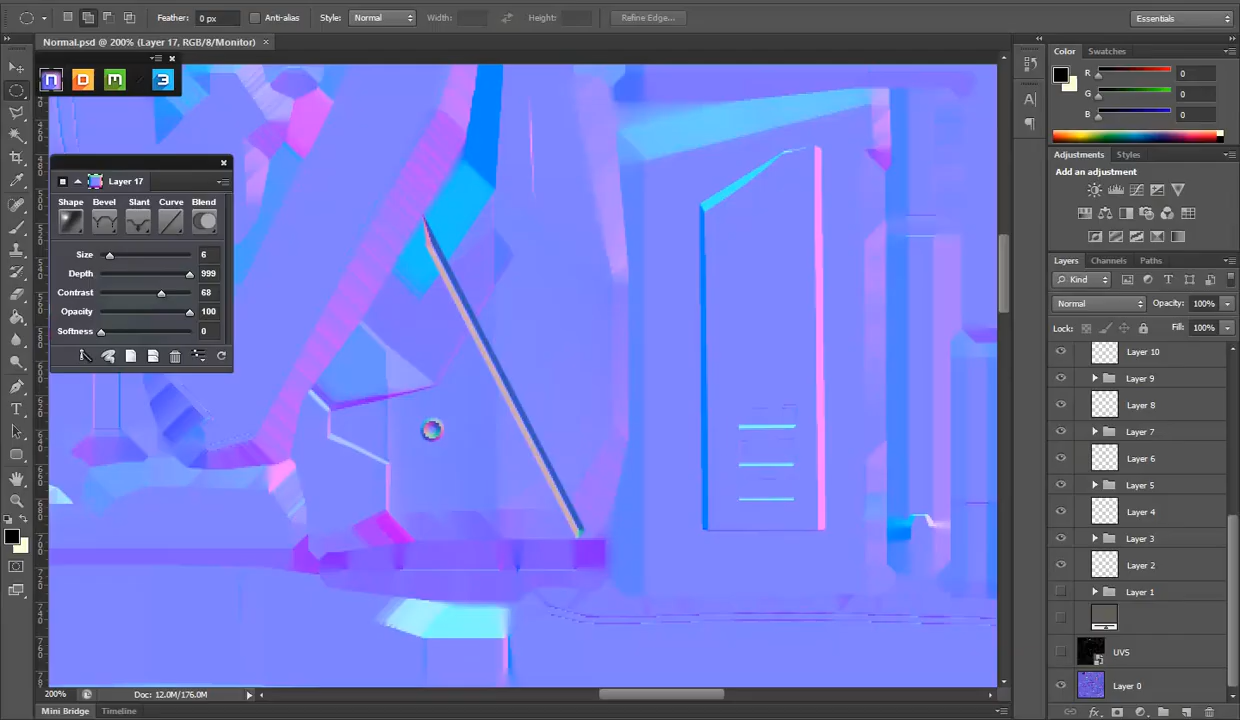 Feather: 0 px Anti-alias Style: Normal Width: Height: Refine Edge... Essentials
Normal.psd @ 200% (Layer 17, RGB/8/Monitor) ×
n D m 3
Layer 17
Shape Bevel Slant Curve Blend
Size 6
Depth 999
Contrast 68
Opacity 100
Softness 0
Color Swatches
R 0
G 0
B 0
Adjustments Styles
Add an adjustment
Layers Channels Paths
Kind
Normal Opacity: 100%
Lock: Fill: 100%
Layer 10
Layer 9
Layer 8
Layer 7
Layer 6
Layer 5
Layer 4
Layer 3
Layer 2
Layer 1
UVS
Layer 0
200% Doc: 12.0M/176.0M
Mini Bridge Timeline